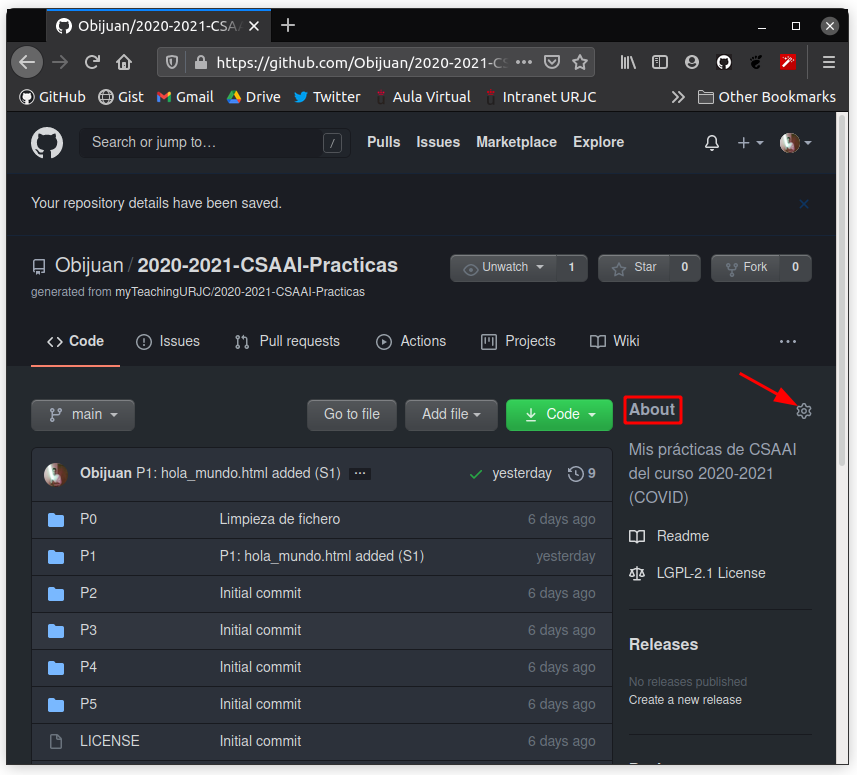 Obijuan/2020-2021-CSA
https://github.com/Obijuan/2020-2021-CS
GitHub Gist Gmail Drive Twitter Aula Virtual Intranet URJC Other Bookmarks
Search or jump to… / Pulls Issues Marketplace Explore
Your repository details have been saved.
Obijuan / 2020-2021-CSAAI-Practicas
Unwatch 1 Star 0 Fork 0
generated from myTeachingURJC/2020-2021-CSAAI-Practicas
Code Issues Pull requests Actions Projects Wiki
main Go to file Add file Code
About
Mis prácticas de CSAAI
del curso 2020-2021
(COVID)
Readme
LGPL-2.1 License
Releases
No releases published
Create a new release
Obijuan P1: hola_mundo.html added (S1) yesterday 9
P0 Limpieza de fichero 6 days ago
P1 P1: hola_mundo.html added (S1) yesterday
P2 Initial commit 6 days ago
P3 Initial commit 6 days ago
P4 Initial commit 6 days ago
P5 Initial commit 6 days ago
LICENSE Initial commit 6 days ago